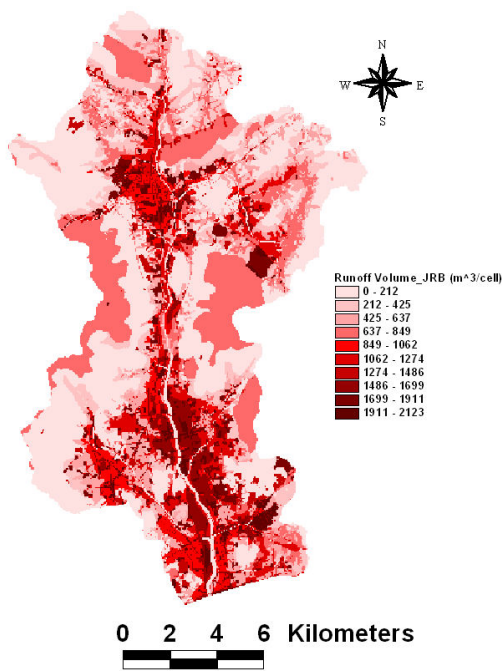 N
W E
S
Runoff Volume_JRB (m^3/cell)
0 - 212
212 - 425
425 - 637
637 - 849
849 - 1062
1062 - 1274
1274 - 1486
1486 - 1699
1699 - 1911
1911 - 2123
0 2 4 6 Kilometers